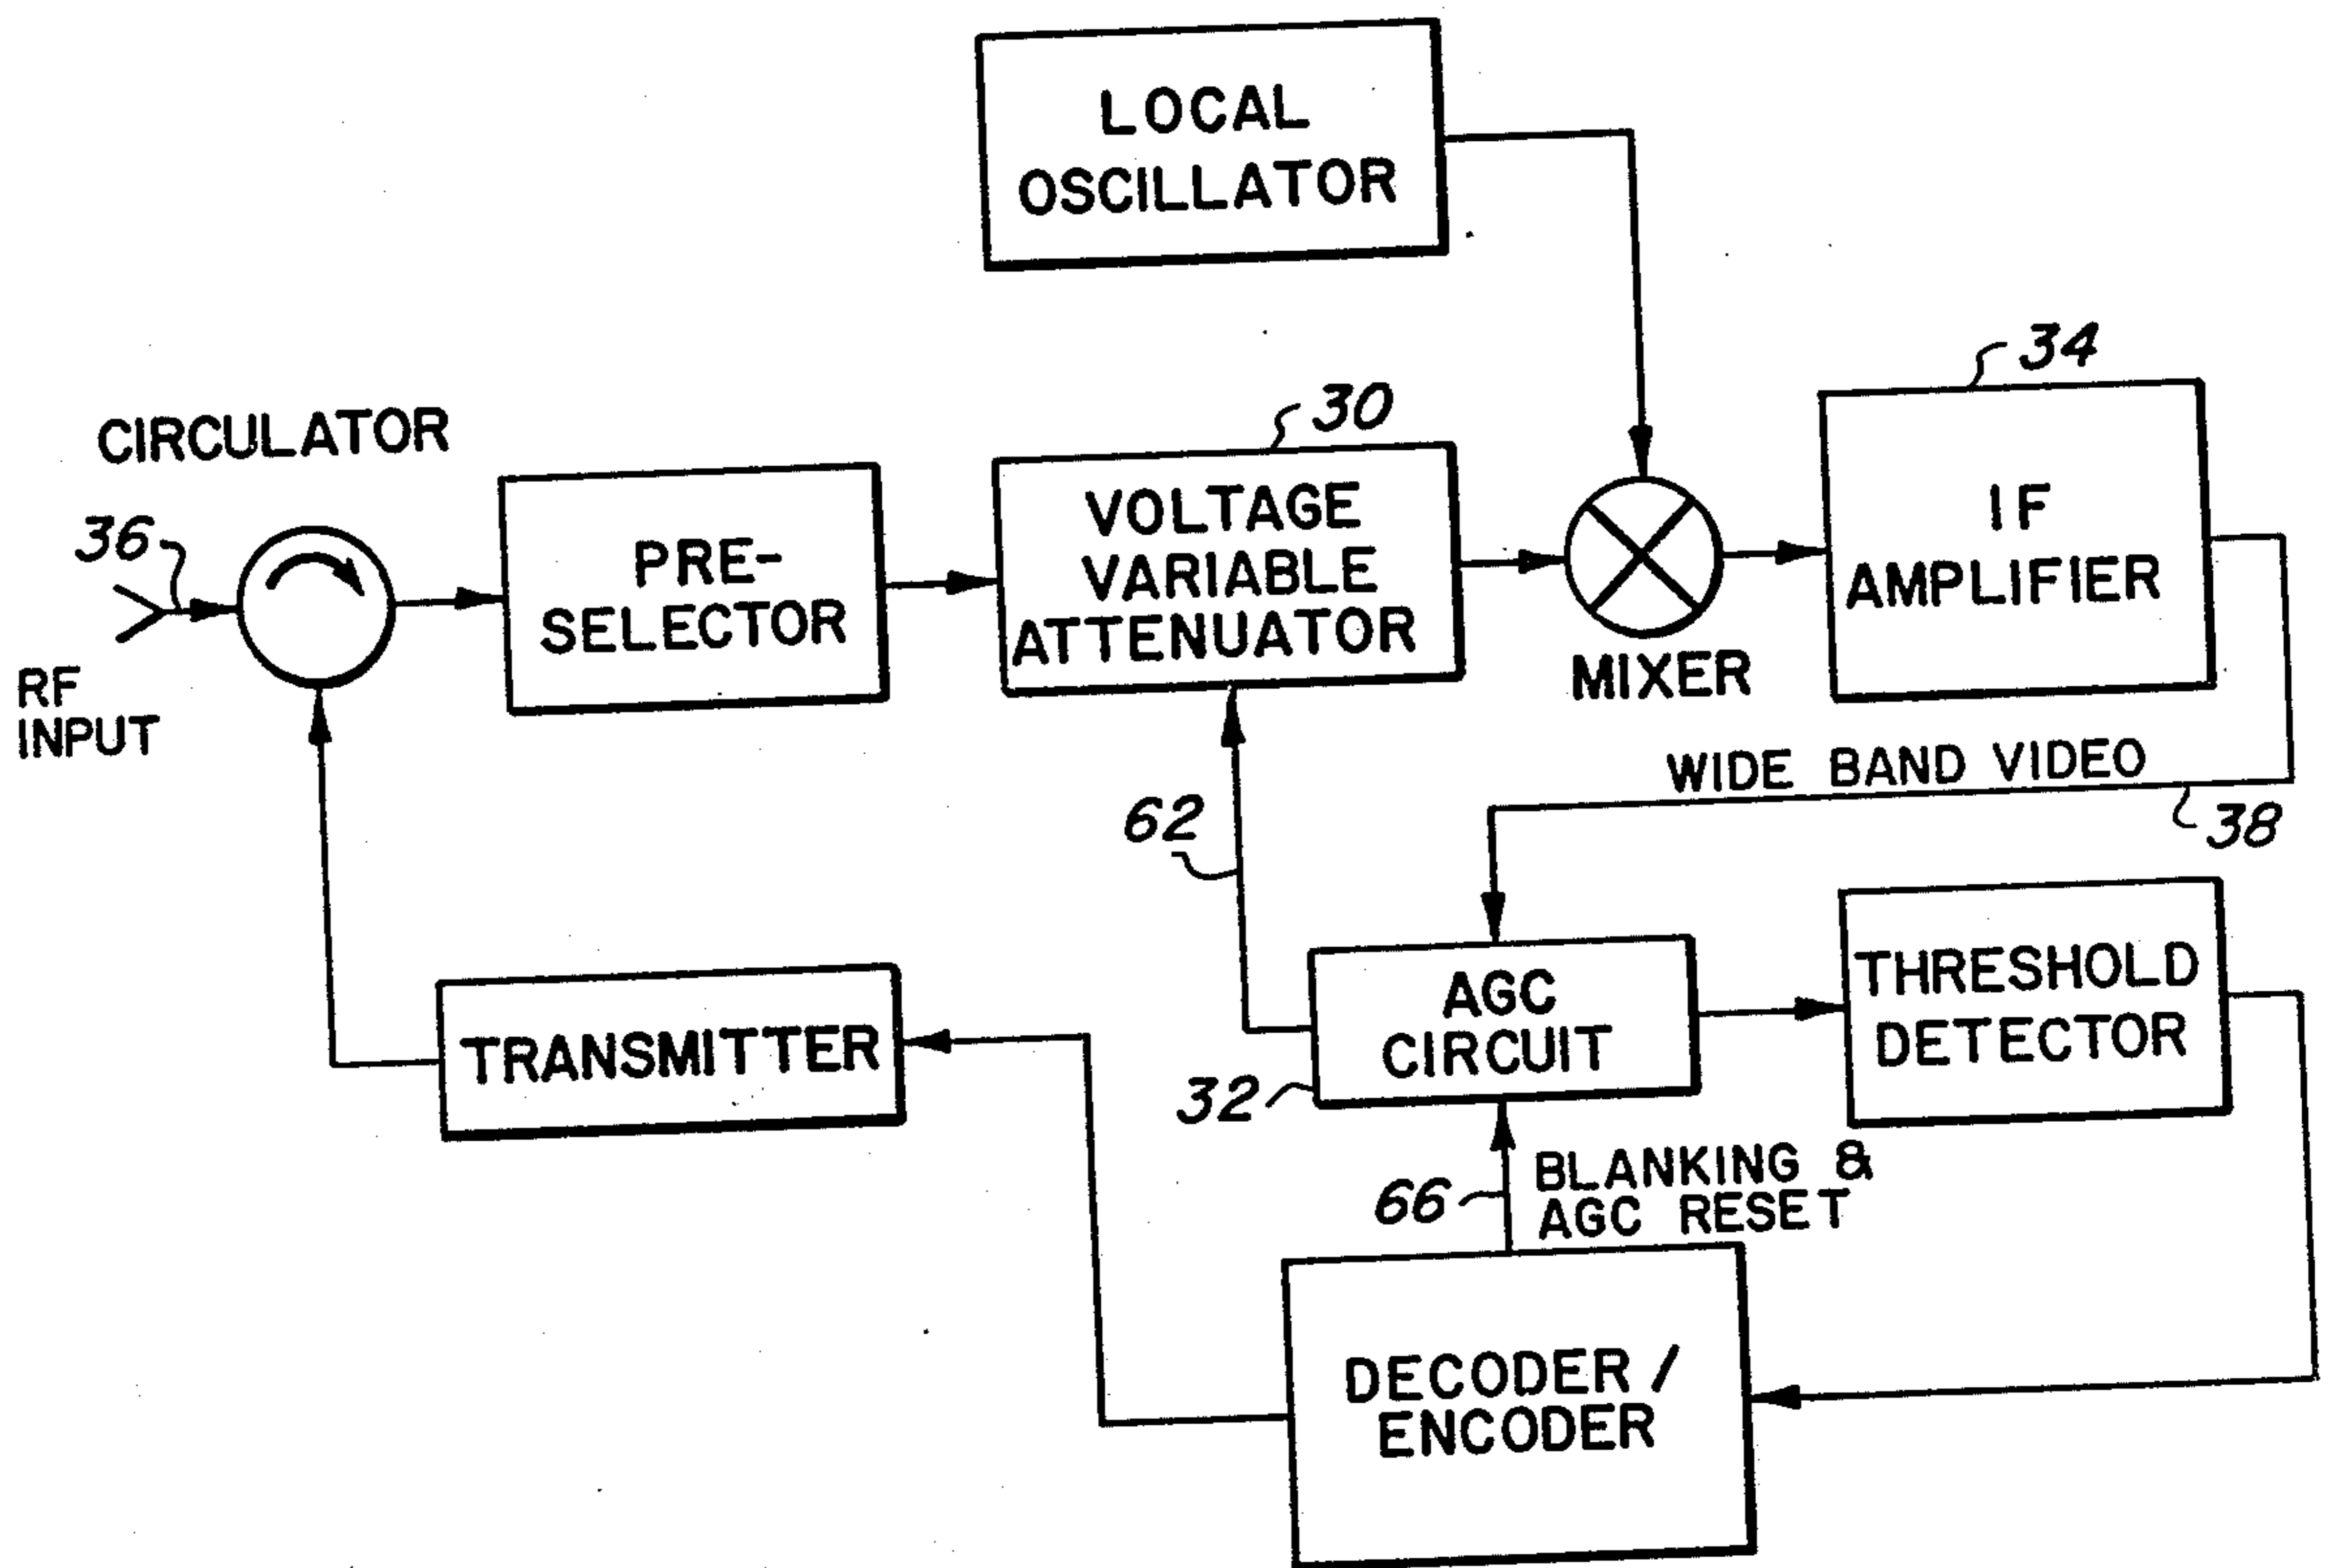 LOCAL
OSCILLATOR
34
30
CIRCULATOR
36
PRE-
SELECTOR
VOLTAGE
VARIABLE
ATTENUATOR
MIXER
IF
AMPLIFIER
RF
INPUT
WIDE BAND VIDEO
38
62
THRESHOLD
DETECTOR
AGC
CIRCUIT
TRANSMITTER
32
66
BLANKING &
AGC RESET
DECODER /
ENCODER